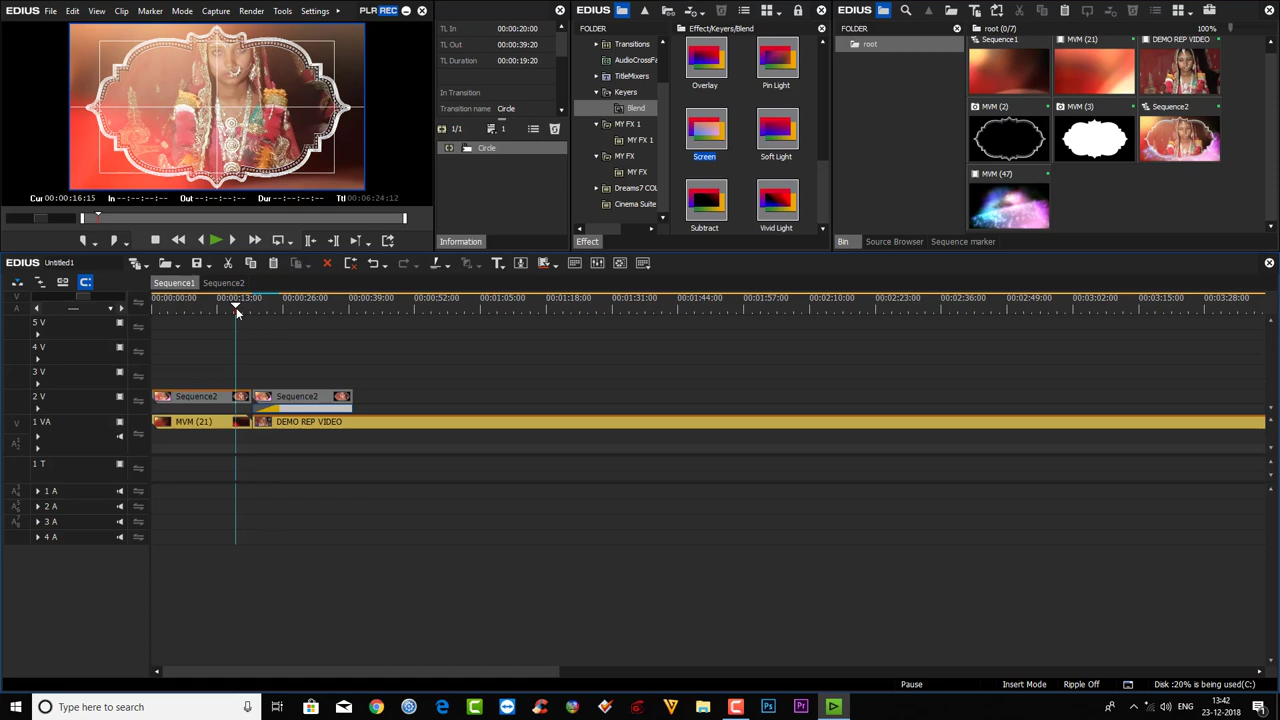 EDIUS File Edit View Clip Marker Mode Capture Render Tools Settings PLR REC
Cur 00:00:16:15 In --:--:--:-- Out --:--:--:-- Dur --:--:--:-- Ttl 00:06:24:12
TL In 00:00:20:00
TL Out 00:00:39:20
TL Duration 00:00:19:20
In Transition
Transition name Circle
1/1 1
Circle
Information
EDIUS
FOLDER Effect/Keyers/Blend
Transitions
AudioCrossFa
TitleMixers
Keyers
Blend
MY FX 1
MY FX 1
MY FX
MY FX
Dreams7 COL
Cinema Suite
Overlay Pin Light
Screen Soft Light
Subtract Vivid Light
Effect
EDIUS
FOLDER root (0/7) 100%
root
Sequence1 MVM (21) DEMO REP VIDEO
MVM (2) MVM (3) Sequence2
MVM (47)
Bin Source Browser Sequence marker
EDIUS Untitled1
Sequence1 Sequence2
V
A
00:00:00:00 00:00:13:00 00:00:26:00 00:00:39:00 00:00:52:00 00:01:05:00 00:01:18:00 00:01:31:00 00:01:44:00 00:01:57:00 00:02:10:00 00:02:23:00 00:02:36:00 00:02:49:00 00:03:02:00 00:03:15:00 00:03:28:00
5 V
4 V
3 V
2 V Sequence2 Sequence2
V 1 VA MVM (21) DEMO REP VIDEO
1 T
1 A
2 A
3 A
4 A
Pause Insert Mode Ripple Off Disk :20% is being used(C:)
Type here to search
Ps Pr
ENG 13:42
23-12-2018